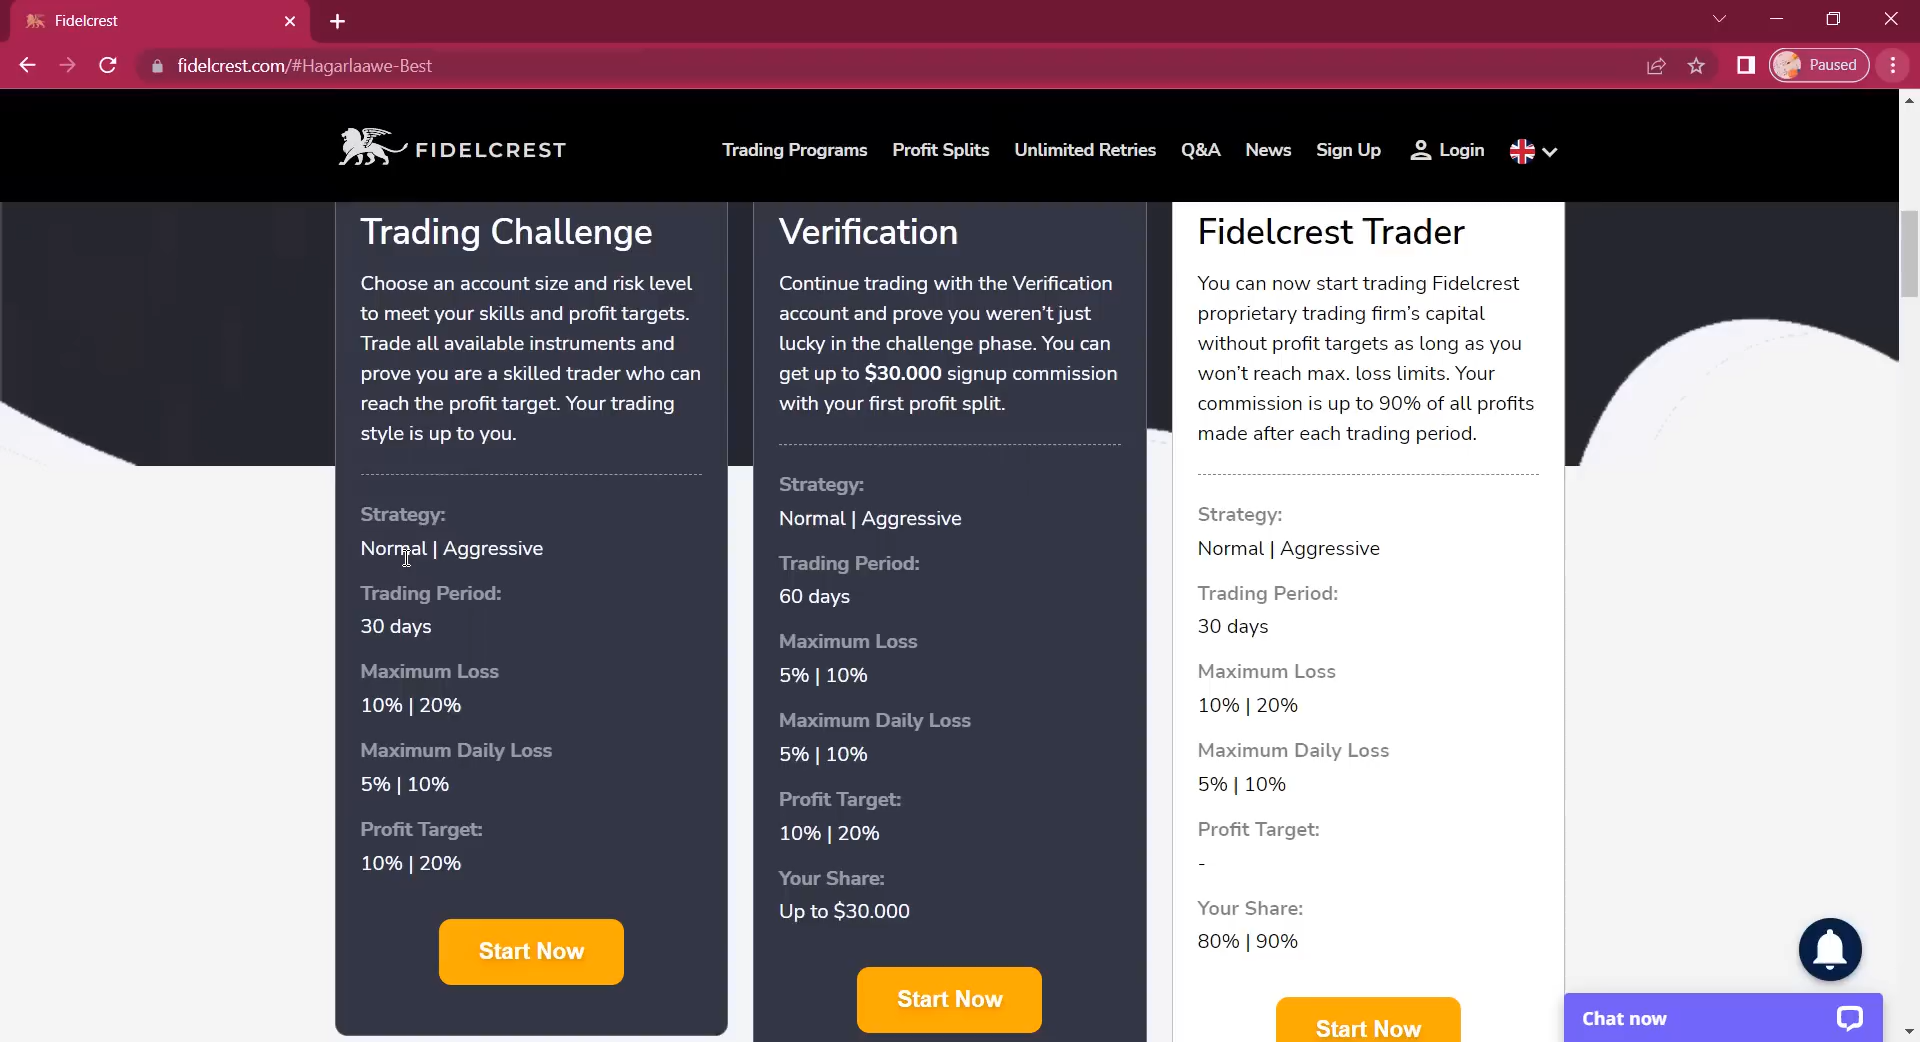 Fidelcrest
fidelcrest.com/#Hagarlaawe-Best
Paused
FIDELCREST
Trading Programs
Profit Splits
Unlimited Retries
Q&A
News
Sign Up
Login
Trading Challenge
Choose an account size and risk level
to meet your skills and profit targets.
Trade all available instruments and
prove you are a skilled trader who can
reach the profit target. Your trading
style is up to you.
Strategy:
Normal | Aggressive
Trading Period:
30 days
Maximum Loss
10% | 20%
Maximum Daily Loss
5% | 10%
Profit Target:
10% | 20%
Start Now
Verification
Continue trading with the Verification
account and prove you weren't just
lucky in the challenge phase. You can
get up to $30.000 signup commission
with your first profit split.
Strategy:
Normal | Aggressive
Trading Period:
60 days
Maximum Loss
5% | 10%
Maximum Daily Loss
5% | 10%
Profit Target:
10% | 20%
Your Share:
Up to $30.000
Start Now
Fidelcrest Trader
You can now start trading Fidelcrest
proprietary trading firm's capital
without profit targets as long as you
won't reach max. loss limits. Your
commission is up to 90% of all profits
made after each trading period.
Strategy:
Normal | Aggressive
Trading Period:
30 days
Maximum Loss
10% | 20%
Maximum Daily Loss
5% | 10%
Profit Target:
-
Your Share:
80% | 90%
Start Now
Chat now